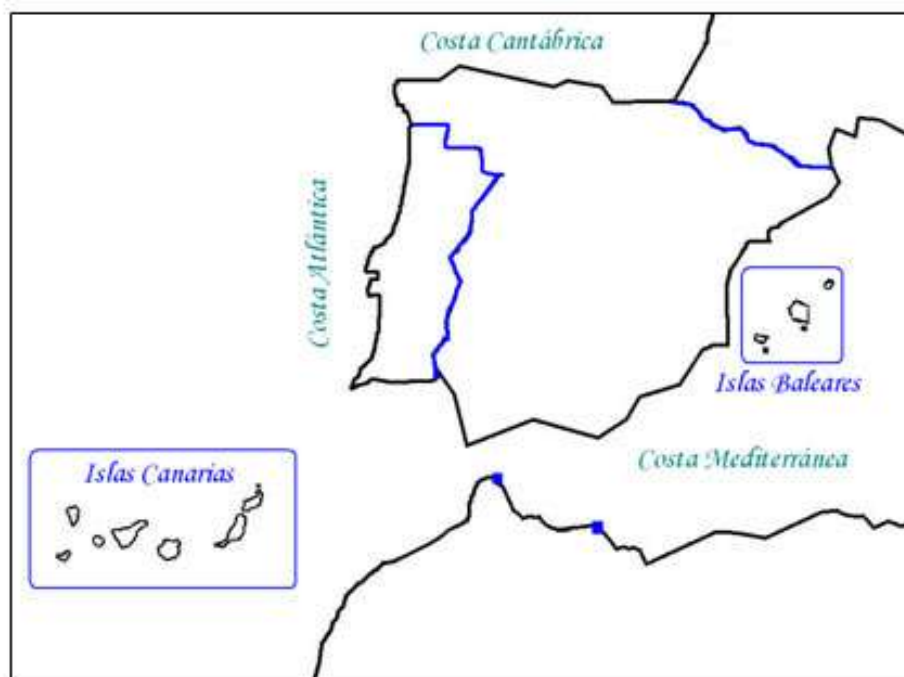 Costa Cantábrica
Costa Atlántica
Islas Baleares
Costa Mediterránea
Islas Canarias